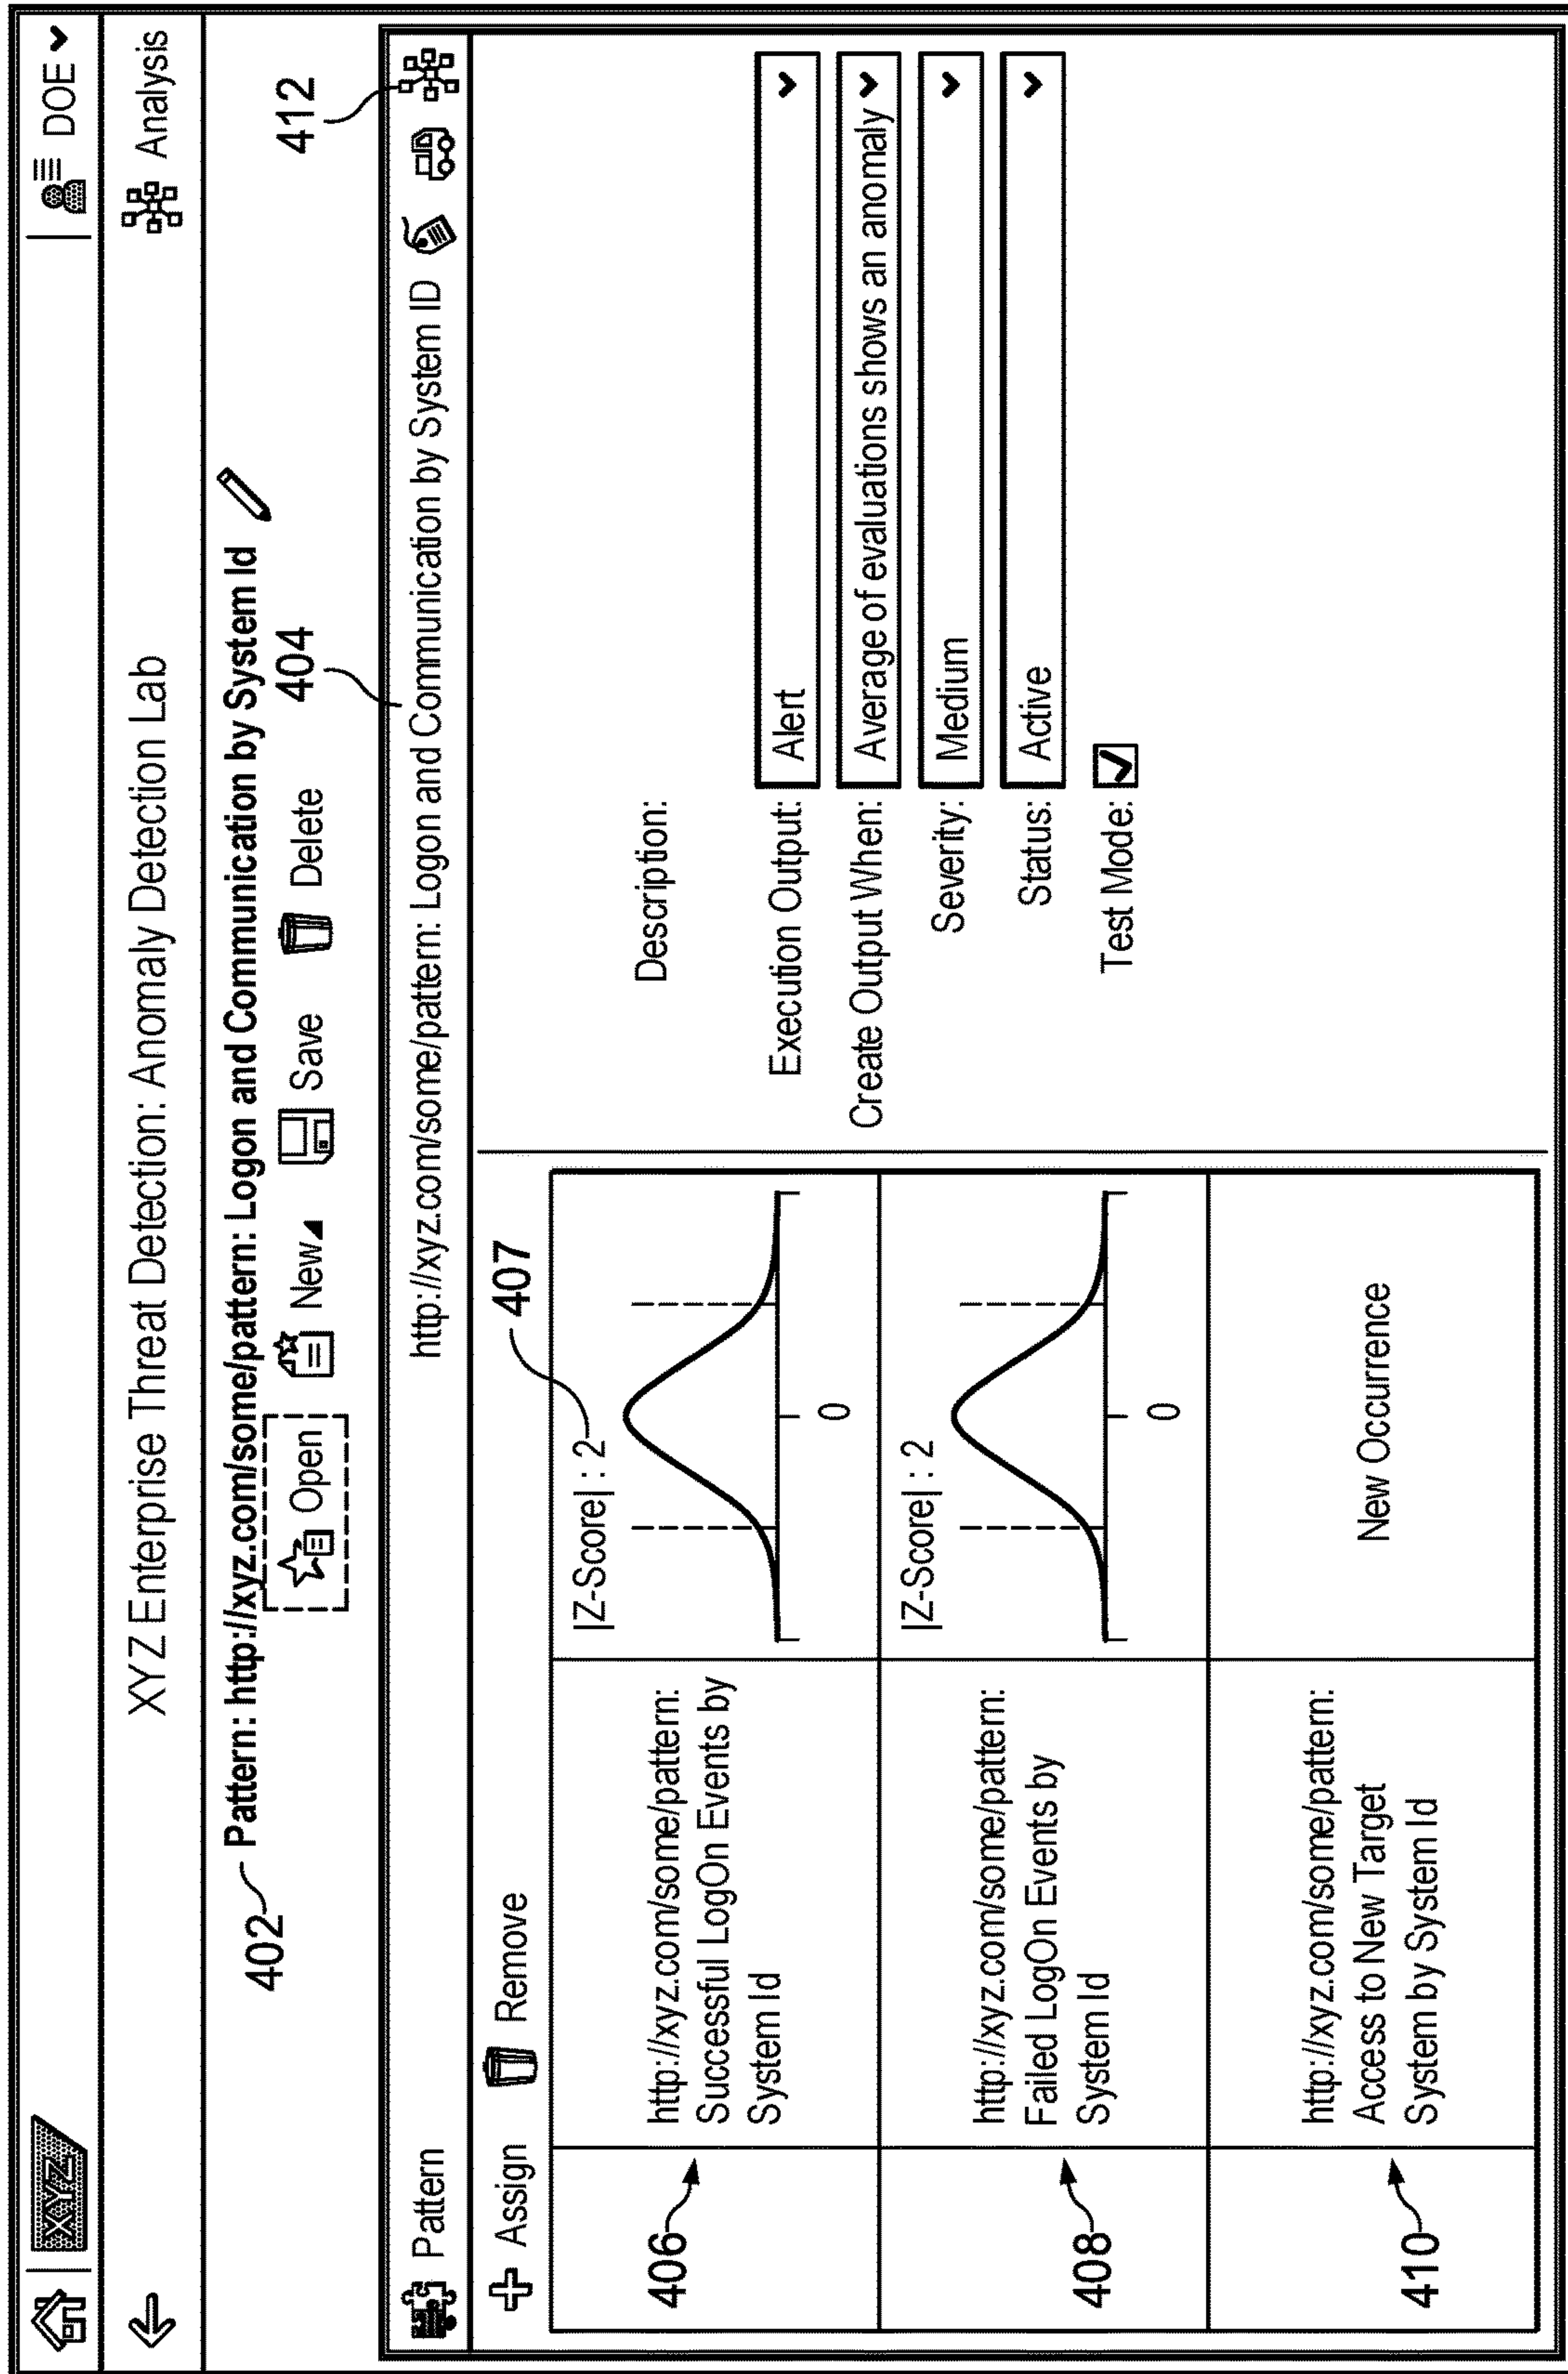 XYZ
DOE
XYZ Enterprise Threat Detection: Anomaly Detection Lab
Analysis
402
Pattern: http://xyz.com/some/pattern: Logon and Communication by System Id
Open
New
Save
Delete
404
412
Pattern
http://xyz.com/some/pattern: Logon and Communication by System ID
Assign
Remove
407
406
http://xyz.com/some/pattern:
Successful LogOn Events by
System Id
|Z-Score| : 2
0
408
http://xyz.com/some/pattern:
Failed LogOn Events by
System Id
|Z-Score| : 2
0
410
http://xyz.com/some/pattern:
Access to New Target
System by System Id
New Occurrence
Description:
Execution Output: Alert
Create Output When: Average of evaluations shows an anomaly
Severity: Medium
Status: Active
Test Mode: